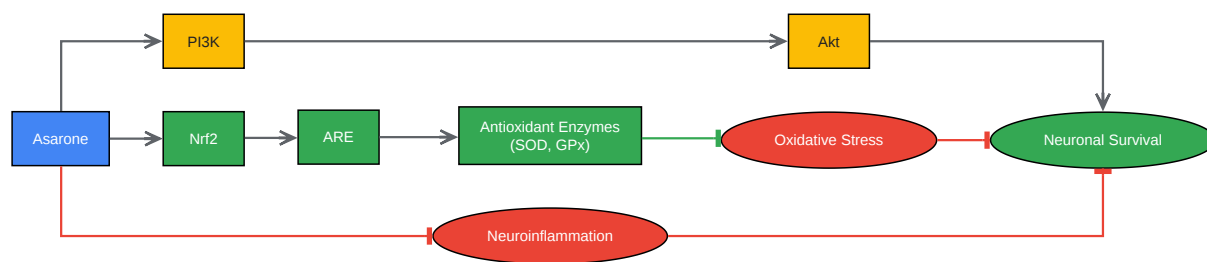 PI3K
Akt
Asarone
Nrf2
ARE
Antioxidant Enzymes
(SOD, GPx)
Oxidative Stress
Neuronal Survival
Neuroinflammation